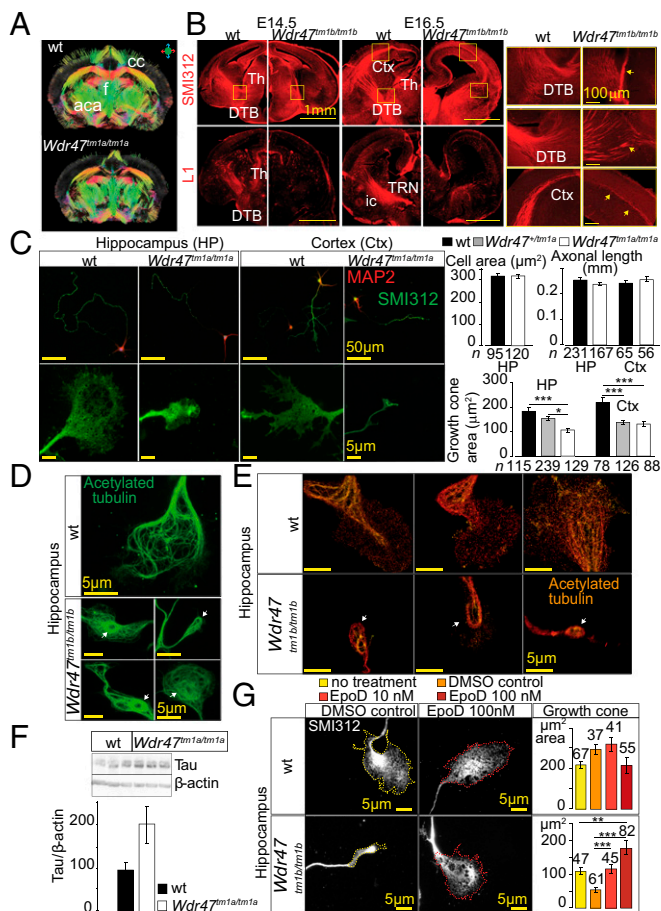 A
wt
cc
f
aca
Wdr47tm1a/tm1a
B
E14.5
E16.5
wt
Wdr47tm1b/tm1b
wt
Wdr47tm1b/tm1b
wt
Wdr47tm1b/tm1b
SMI312
Th
DTB
1mm
Ctx
Th
DTB
DTB
100µm
DTB
Ctx
L1
Th
DTB
ic
TRN
C
Hippocampus (HP)
Cortex (Ctx)
wt
Wdr47tm1a/tm1a
wt
Wdr47tm1a/tm1a
MAP2
SMI312
50µm
5µm
wt
Wdr47+/tm1a
Wdr47tm1a/tm1a
Cell area (µm2)
300
200
100
0
n
95
120
HP
Axonal length
(mm)
0.2
0
n
231
167
65
56
HP
Ctx
Growth cone
area (µm2)
300
200
100
0
HP
***
*
***
***
Ctx
n
115
239
129
78
126
88
D
Hippocampus
wt
Acetylated
tubulin
5µm
Wdr47tm1b/tm1b
5µm
E
Hippocampus
wt
Wdr47
tm1b/tm1b
Acetylated
tubulin
5µm
no treatment
DMSO control
EpoD 10 nM
EpoD 100 nM
F
wt
Wdr47tm1a/tm1a
Tau
β-actin
Tau/β-actin
200
100
0
wt
Wdr47tm1a/tm1a
G
DMSO control
EpoD 100nM
Growth cone
Hippocampus
wt
SMI312
5µm
5µm
µm2
area
200
0
67
37
41
55
Wdr47
tm1b/tm1b
5µm
5µm
µm2
200
100
0
**
***
***
47
61
45
82